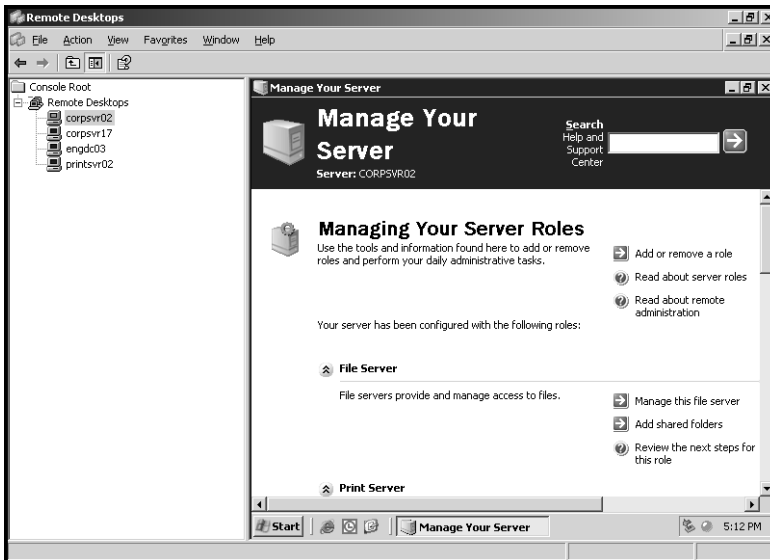 Remote Desktops
File Action View Favorites Window Help
Console Root
Remote Desktops
corpsvr02
corpsvr17
engdc03
printsvr02
Manage Your Server
Manage Your
Server
Server: CORPSVR02
Search
Help and
Support
Center
Managing Your Server Roles
Use the tools and information found here to add or remove
roles and perform your daily administrative tasks.
Add or remove a role
Read about server roles
Read about remote
administration
Your server has been configured with the following roles:
File Server
File servers provide and manage access to files.
Manage this file server
Add shared folders
Review the next steps for
this role
Print Server
Start
Manage Your Server
5:12 PM